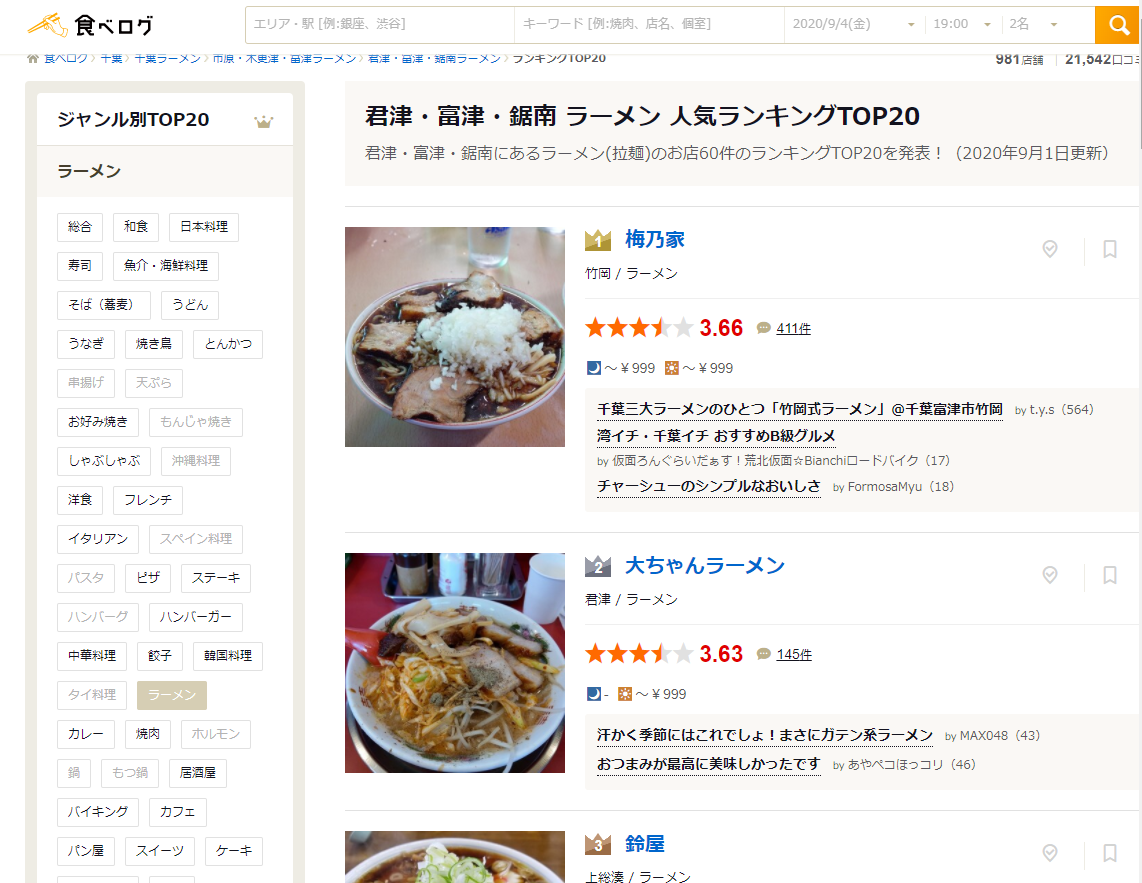 食べログ
エリア・駅 [例:銀座、渋谷]
キーワード [例:焼肉、店名、個室]
2020/9/4(金)
19:00
2名
食べログ 千葉 千葉ラーメン 市原・木更津・富津ラーメン 君津・富津・鋸南ラーメン ランキングTOP20
981店舗
21,542口コミ
ジャンル別TOP20
ラーメン
総合 和食 日本料理
寿司 魚介・海鮮料理
そば（蕎麦） うどん
うなぎ 焼き鳥 とんかつ
串揚げ 天ぷら
お好み焼き もんじゃ焼き
しゃぶしゃぶ 沖縄料理
洋食 フレンチ
イタリアン スペイン料理
パスタ ピザ ステーキ
ハンバーグ ハンバーガー
中華料理 餃子 韓国料理
タイ料理 ラーメン
カレー 焼肉 ホルモン
鍋 もつ鍋 居酒屋
バイキング カフェ
パン屋 スイーツ ケーキ
君津・富津・鋸南 ラーメン 人気ランキングTOP20
君津・富津・鋸南にあるラーメン(拉麺)のお店60件のランキングTOP20を発表！（2020年9月1日更新）
1 梅乃家
竹岡 / ラーメン
3.66 411件
～￥999 ～￥999
千葉三大ラーメンのひとつ「竹岡式ラーメン」@千葉富津市竹岡 by t.y.s（564）
湾イチ・千葉イチ おすすめB級グルメ
by 仮面ろんぐらいだぁす！荒北仮面☆Bianchiロードバイク（17）
チャーシューのシンプルなおいしさ by FormosaMyu（18）
2 大ちゃんラーメン
君津 / ラーメン
3.63 145件
- ～￥999
汗かく季節にはこれでしょ！まさにガテン系ラーメン by MAX048（43）
おつまみが最高に美味しかったです by あやペコほっコリ（46）
3 鈴屋
上総湊 / ラーメン